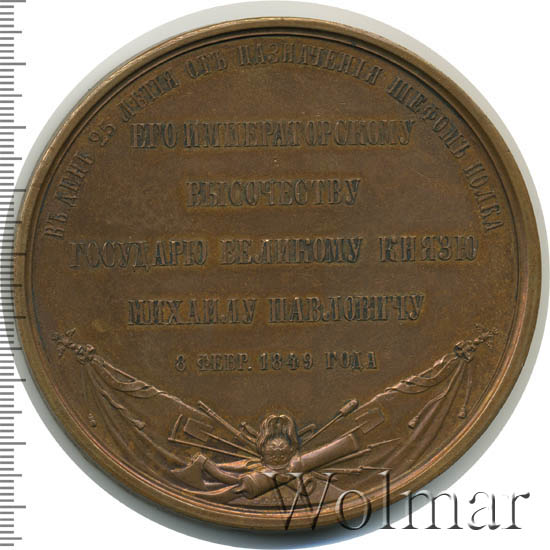 ВЪ ДЕНЬ 25 ЛѢТІЯ ОТЪ НАЗНАЧЕНІЯ ШЕФОМЪ ПОЛКА
ЕГО ИМПЕРАТОРСКОМУ
ВЫСОЧЕСТВУ
ГОСУДАРЮ ВЕЛИКОМУ КНЯЗЮ
МИХАИЛУ ПАВЛОВИЧУ
8 ФЕВР. 1849 ГОДА
Wolmar